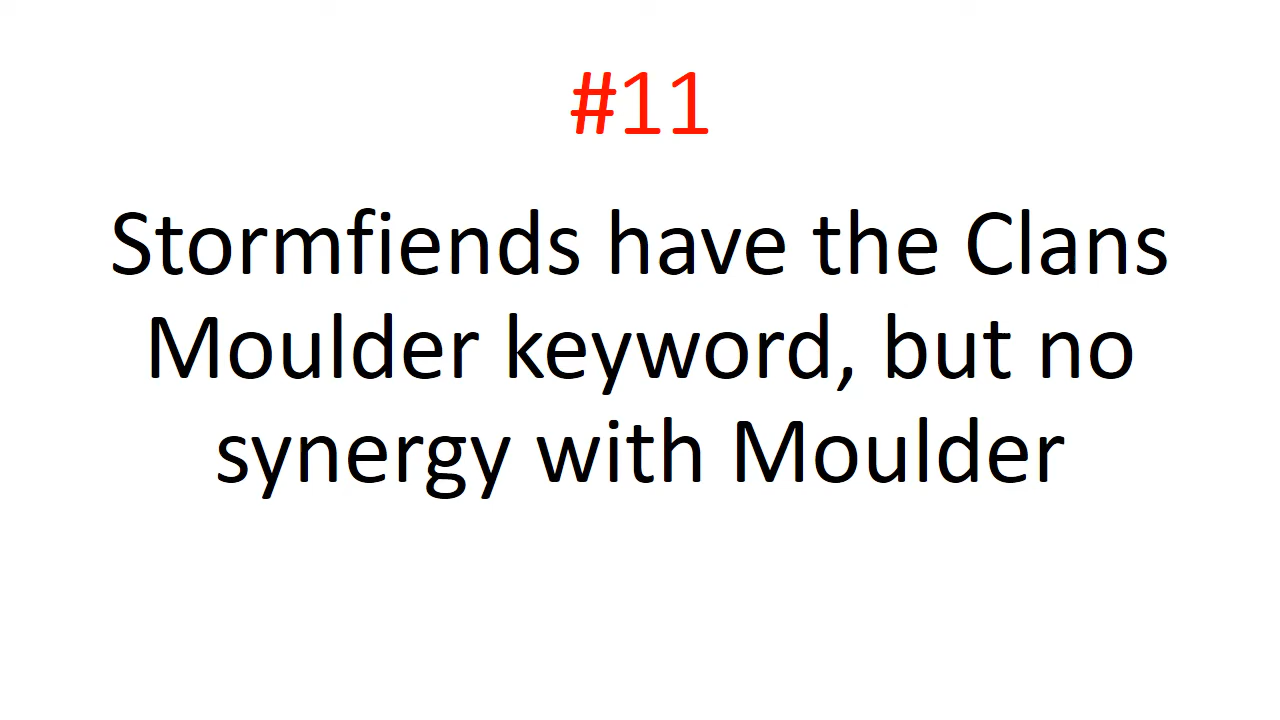 #11
Stormfiends have the Clans
Moulder keyword, but no
synergy with Moulder